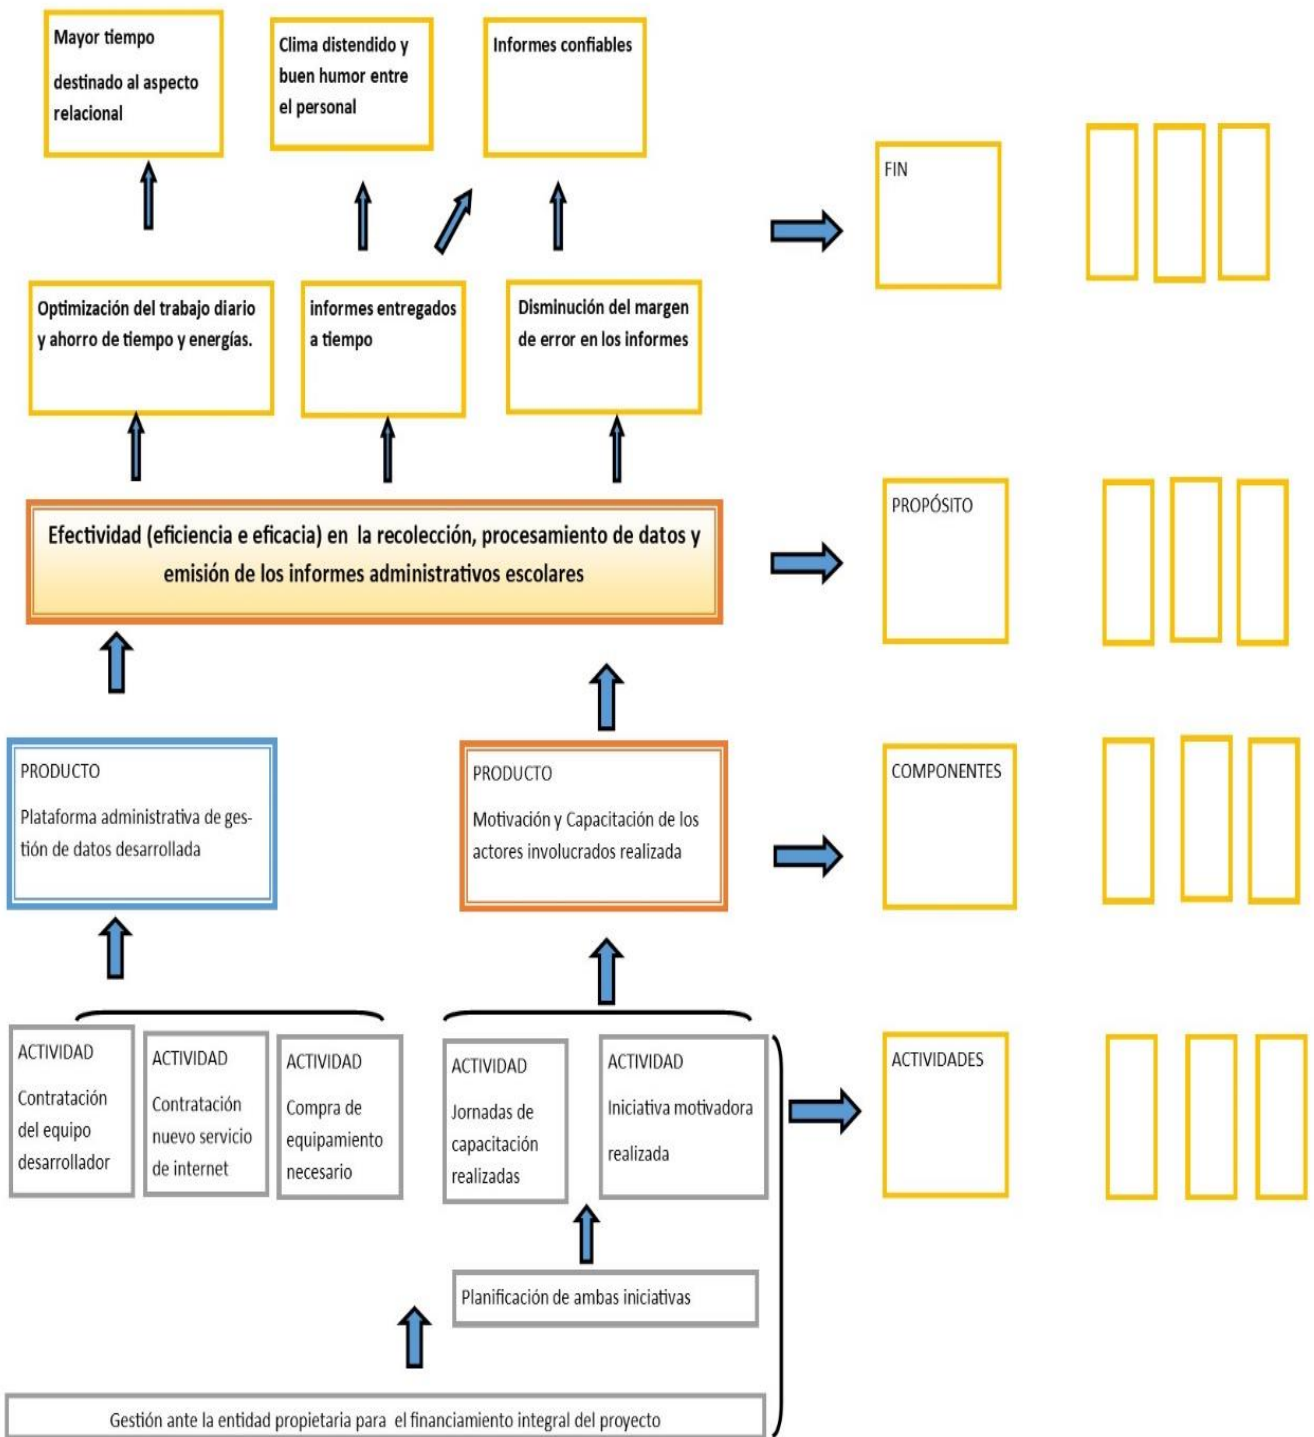 Mayor tiempo
destinado al aspecto
relacional
Clima distendido y
buen humor entre
el personal
Informes confiables
FIN
Optimización del trabajo diario
y ahorro de tiempo y energías.
informes entregados
a tiempo
Disminución del margen
de error en los informes
Efectividad (eficiencia e eficacia) en la recolección, procesamiento de datos y
emisión de los informes administrativos escolares
PROPÓSITO
PRODUCTO
Plataforma administrativa de ges-
tión de datos desarrollada
PRODUCTO
Motivación y Capacitación de los
actores involucrados realizada
COMPONENTES
ACTIVIDAD
Contratación
del equipo
desarrollador
ACTIVIDAD
Contratación
nuevo servicio
de internet
ACTIVIDAD
Compra de
equipamiento
necesario
ACTIVIDAD
Jornadas de
capacitación
realizadas
ACTIVIDAD
Iniciativa motivadora
realizada
ACTIVIDADES
Planificación de ambas iniciativas
Gestión ante la entidad propietaria para el financiamiento integral del proyecto